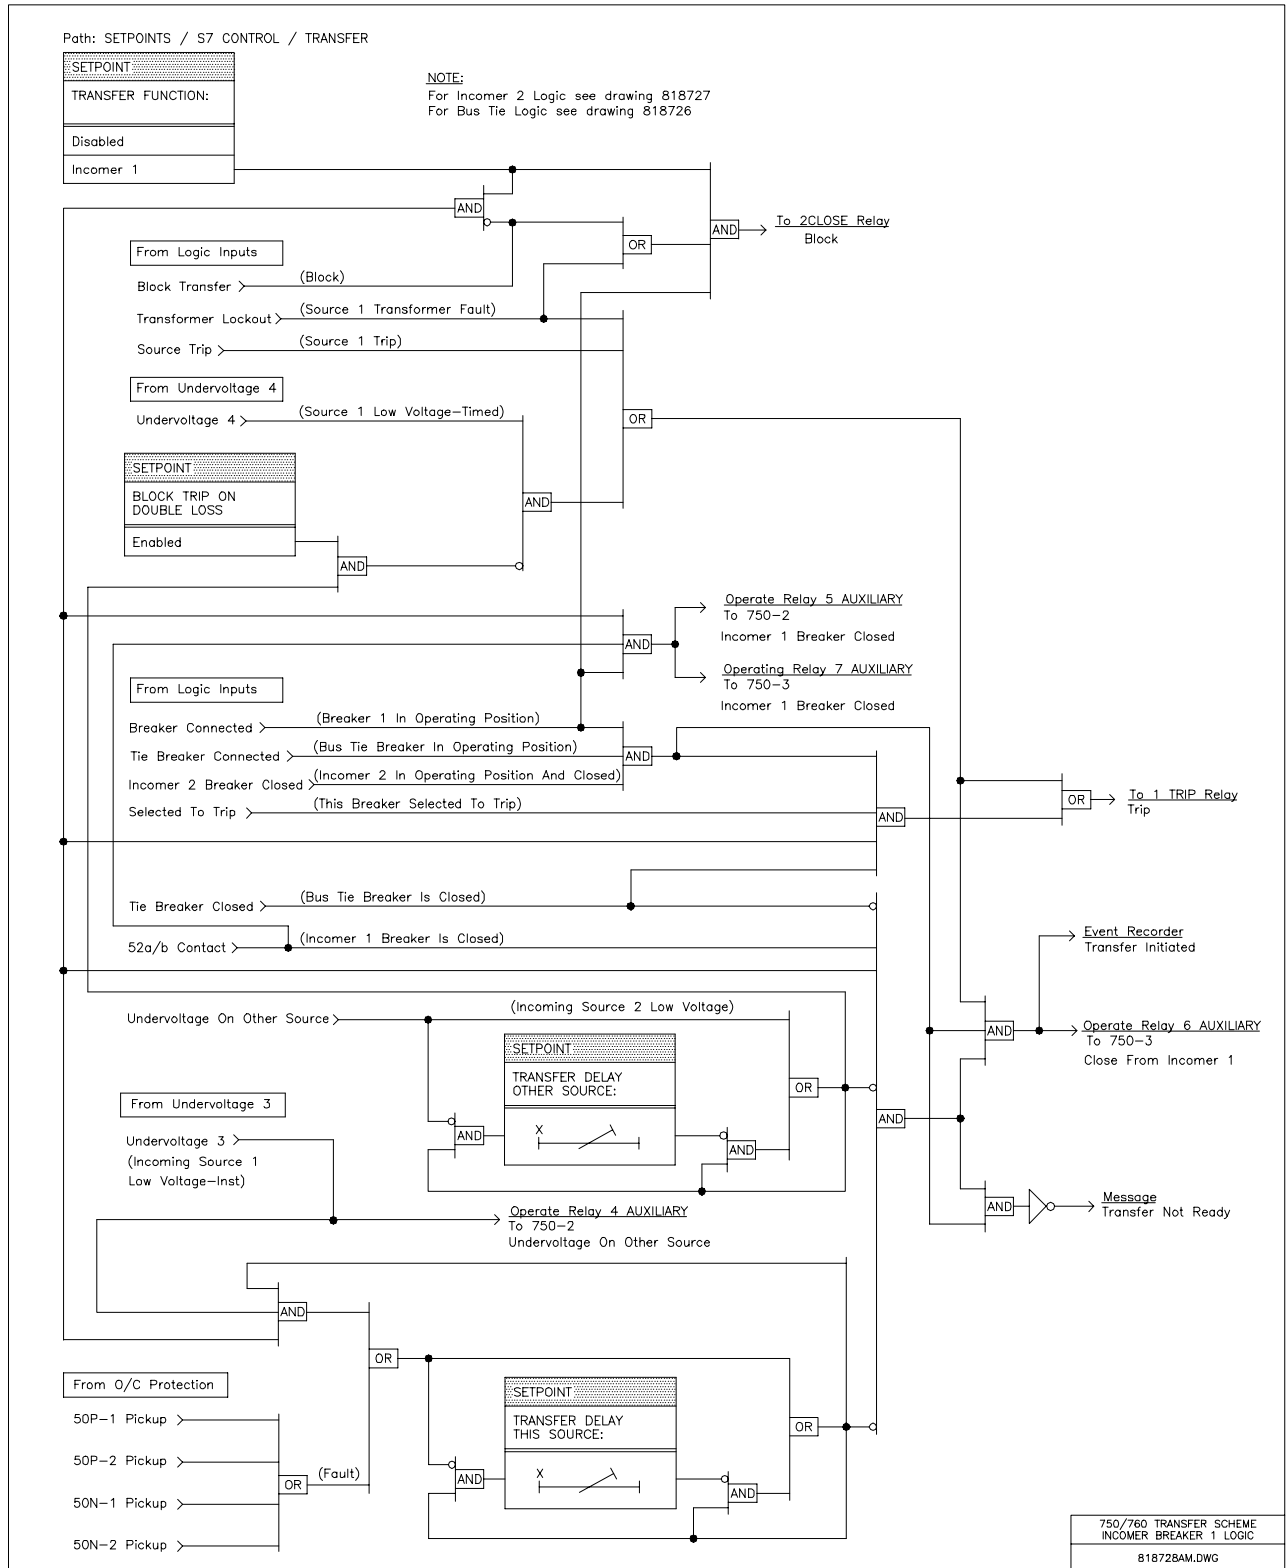 Path: SETPOINTS / S7 CONTROL / TRANSFER
SETPOINT
TRANSFER FUNCTION:
Disabled
Incomer 1
NOTE:
For Incomer 2 Logic see drawing 818727
For Bus Tie Logic see drawing 818726
AND
AND
To 2CLOSE Relay
Block
OR
From Logic Inputs
Block Transfer
(Block)
Transformer Lockout
(Source 1 Transformer Fault)
Source Trip
(Source 1 Trip)
From Undervoltage 4
Undervoltage 4
(Source 1 Low Voltage-Timed)
OR
SETPOINT
BLOCK TRIP ON
DOUBLE LOSS
Enabled
AND
AND
Operate Relay 5 AUXILIARY
To 750-2
Incomer 1 Breaker Closed
AND
Operating Relay 7 AUXILIARY
To 750-3
Incomer 1 Breaker Closed
From Logic Inputs
Breaker Connected
(Breaker 1 In Operating Position)
Tie Breaker Connected
(Bus Tie Breaker In Operating Position)
AND
Incomer 2 Breaker Closed
(Incomer 2 In Operating Position And Closed)
Selected To Trip
(This Breaker Selected To Trip)
AND
OR
To 1 TRIP Relay
Trip
Tie Breaker Closed
(Bus Tie Breaker Is Closed)
52a/b Contact
(Incomer 1 Breaker Is Closed)
Event Recorder
Transfer Initiated
Undervoltage On Other Source
(Incoming Source 2 Low Voltage)
AND
Operate Relay 6 AUXILIARY
To 750-3
Close From Incomer 1
SETPOINT
TRANSFER DELAY
OTHER SOURCE:
X
AND
AND
OR
AND
From Undervoltage 3
Undervoltage 3
(Incoming Source 1
Low Voltage-Inst)
Operate Relay 4 AUXILIARY
To 750-2
Undervoltage On Other Source
AND
Message
Transfer Not Ready
AND
OR
From O/C Protection
50P-1 Pickup
50P-2 Pickup
50N-1 Pickup
50N-2 Pickup
OR
(Fault)
SETPOINT
TRANSFER DELAY
THIS SOURCE:
X
AND
AND
OR
750/760 TRANSFER SCHEME
INCOMER BREAKER 1 LOGIC
818728AM.DWG